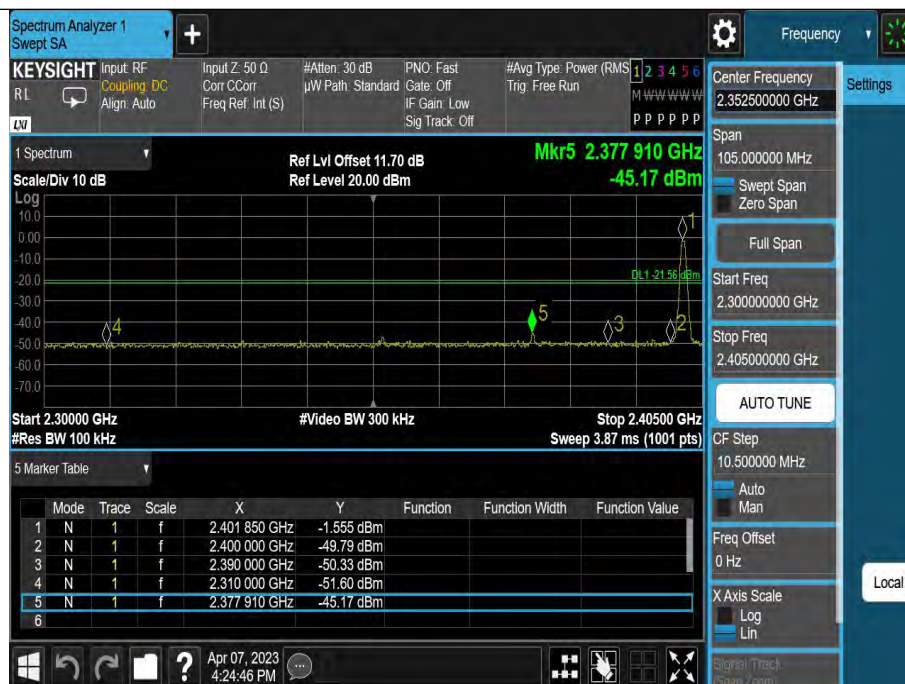 Spectrum Analyzer 1
Swept SA
+
Frequency
KEYSIGHT
RL
LXI
Input: RF
Coupling: DC
Align: Auto
Input Z: 50 Ω
Corr CCorr
Freq Ref: Int (S)
#Atten: 30 dB
µW Path: Standard
PNO: Fast
Gate: Off
IF Gain: Low
Sig Track: Off
#Avg Type: Power (RMS
Trig: Free Run
1 2 3 4 5 6
M W W W W W
P P P P P P
1 Spectrum
Scale/Div 10 dB
Ref Lvl Offset 11.70 dB
Ref Level 20.00 dBm
Mkr5 2.377 910 GHz
-45.17 dBm
Log
10.0
0.00
-10.0
-20.0
-30.0
-40.0
-50.0
-60.0
-70.0
1
DL1 -21.56 dBm
4
5
3
2
Start 2.30000 GHz
#Video BW 300 kHz
Stop 2.40500 GHz
#Res BW 100 kHz
Sweep 3.87 ms (1001 pts)
5 Marker Table
Mode Trace Scale X Y Function Function Width Function Value
1 N 1 f 2.401 850 GHz -1.555 dBm
2 N 1 f 2.400 000 GHz -49.79 dBm
3 N 1 f 2.390 000 GHz -50.33 dBm
4 N 1 f 2.310 000 GHz -51.60 dBm
5 N 1 f 2.377 910 GHz -45.17 dBm
6
?
Apr 07, 2023
4:24:46 PM
Center Frequency
2.352500000 GHz
Settings
Span
105.000000 MHz
Swept Span
Zero Span
Full Span
Start Freq
2.300000000 GHz
Stop Freq
2.405000000 GHz
AUTO TUNE
CF Step
10.500000 MHz
Auto
Man
Freq Offset
0 Hz
Local
X Axis Scale
Log
Lin
Signal Track
(Span Zoom)